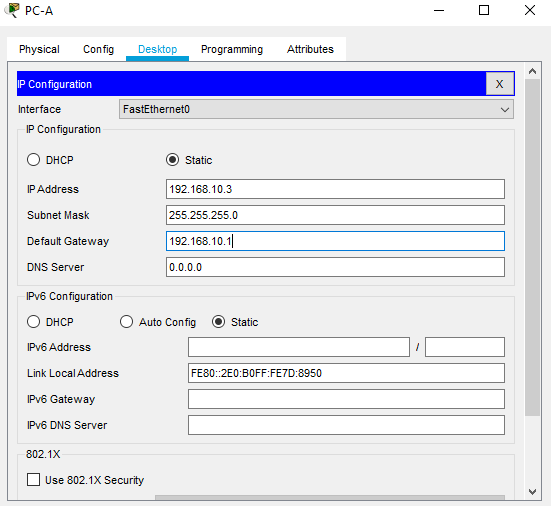 PC-A
Physical Config Desktop Programming Attributes
IP Configuration X
Interface FastEthernet0
IP Configuration
DHCP Static
IP Address 192.168.10.3
Subnet Mask 255.255.255.0
Default Gateway 192.168.10.1
DNS Server 0.0.0.0
IPv6 Configuration
DHCP Auto Config Static
IPv6 Address /
Link Local Address FE80::2E0:B0FF:FE7D:8950
IPv6 Gateway
IPv6 DNS Server
802.1X
Use 802.1X Security